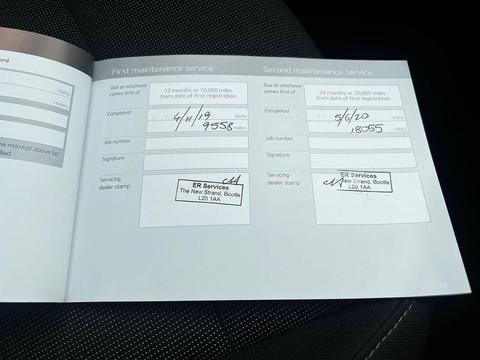 ord
date
miles
he mileage above to
lled.
First maintenance service
Due at whichever
comes first of
12 months or 10,000 miles
from date of first registration
Completed
4/11/19 date
9558 miles
Job number
Signature
Servicing
dealer stamp
ER Services
The New Strand, Bootle
L20 1AA
Second maintenance service
Due at whichever
comes first of
24 months or 20,000 miles
from date of first registration
Completed
5/6/20 date
18055 miles
Job number
Signature
Servicing
dealer stamp
ER Services
New Strand, Bootle
L20 1AA
15